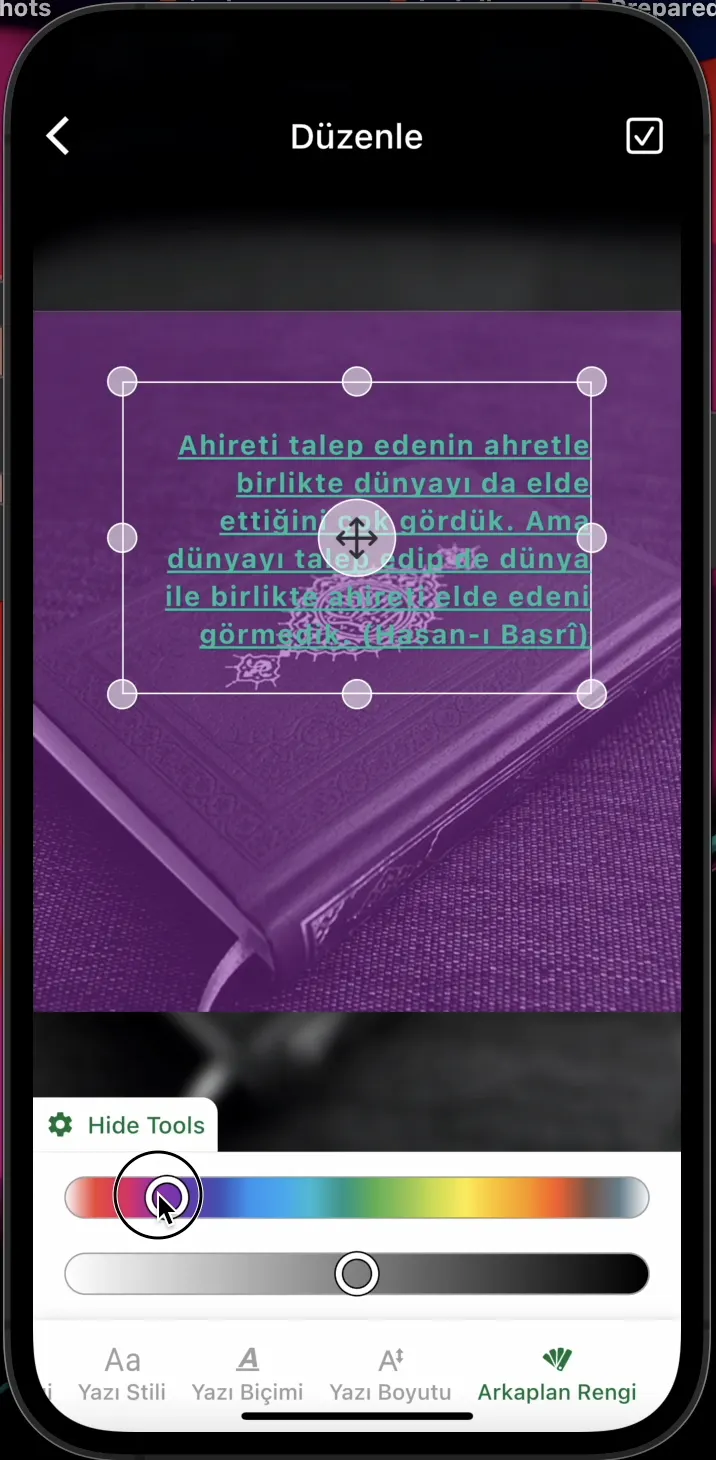 hots
Prepared
Düzenle
Ahireti talep edenin ahretle
birlikte dünyayı da elde
ettiğini çok gördük. Ama
dünyayı talep edip de dünya
ile birlikte ahireti elde edeni
görmedik. (Hasan-ı Basrî)
Hide Tools
Aa
A
A
Yazı Stili
Yazı Biçimi
Yazı Boyutu
Arkaplan Rengi